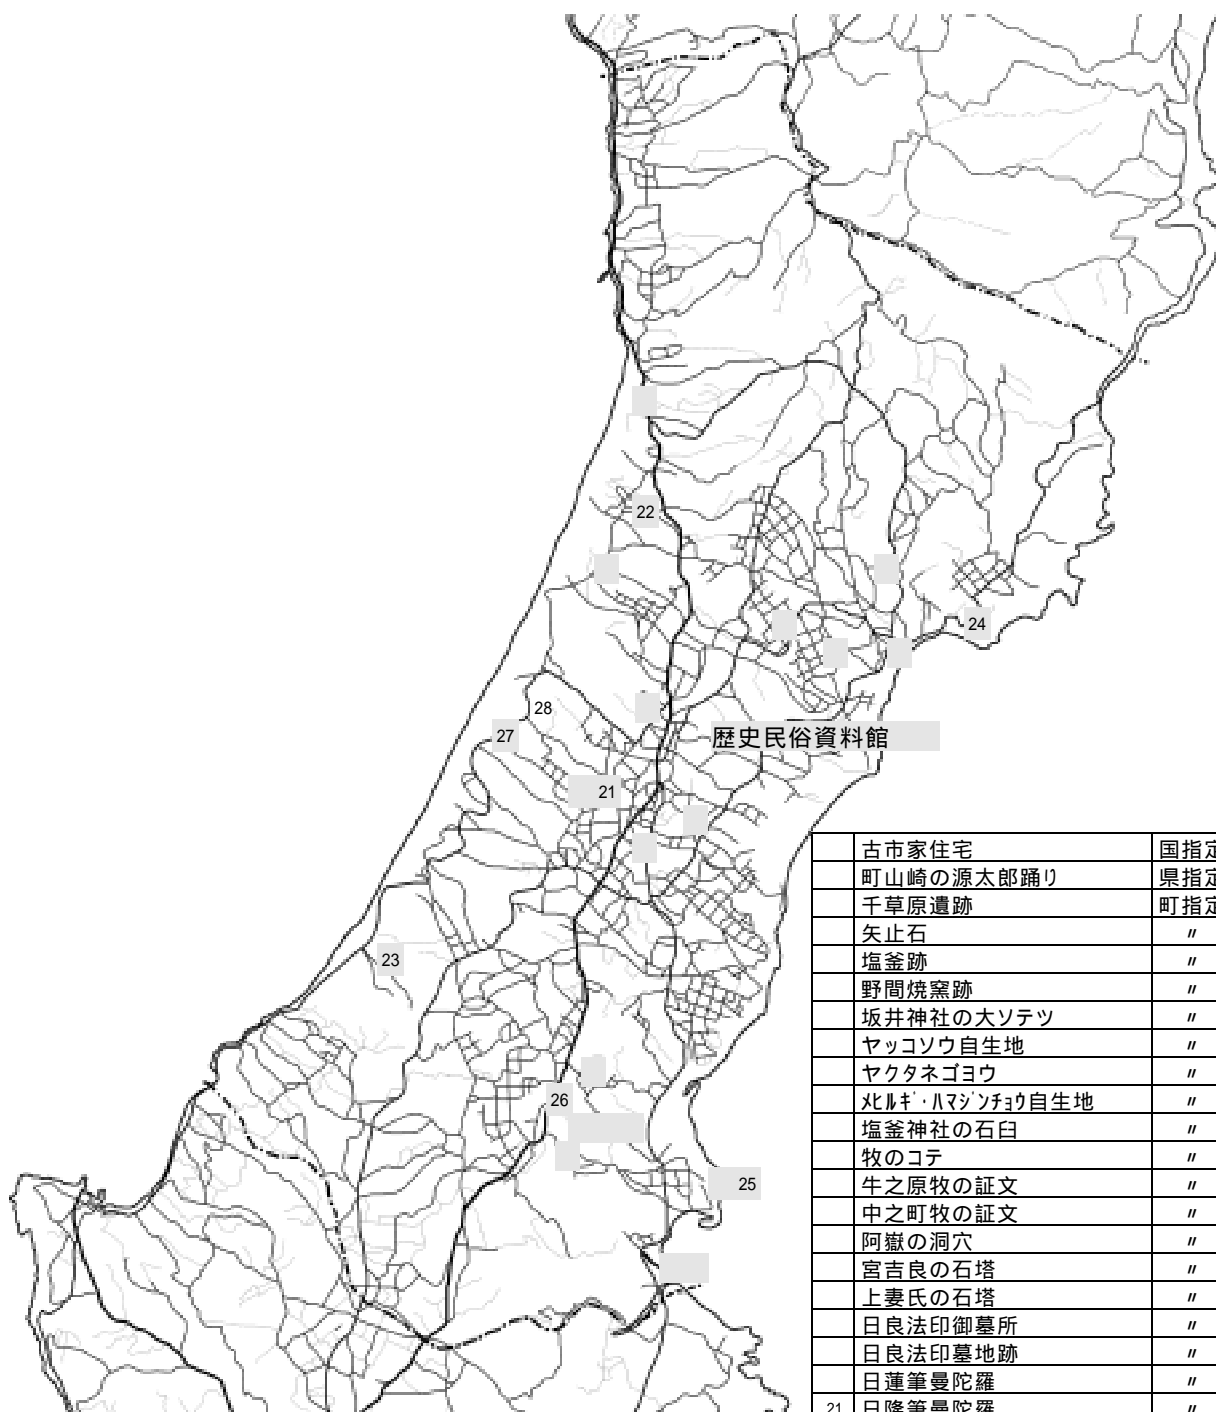 22
24
28
27
歴史民俗資料館
21
23
26
25
古市家住宅 国指定
町山崎の源太郎踊り 県指定
千草原遺跡 町指定
矢止石 〃
塩釜跡 〃
野間焼窯跡 〃
坂井神社の大ソテツ 〃
ヤッコソウ自生地 〃
ヤクタネゴヨウ 〃
メヒルギ・ハマジンチョウ自生地 〃
塩釜神社の石臼 〃
牧のコテ 〃
牛之原牧の証文 〃
中之町牧の証文 〃
阿嶽の洞穴 〃
宮吉良の石塔 〃
上妻氏の石塔 〃
日良法印御墓所 〃
日良法印墓地跡 〃
日蓮筆曼陀羅 〃
21 日隆筆曼陀羅 〃